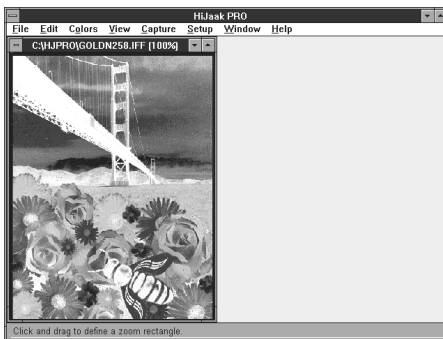 HiJaak PRO
File Edit Colors View Capture Setup Window Help
C:\HJPRO\GOLDN258.IFF (100%)
Click and drag to define a zoom rectangle.